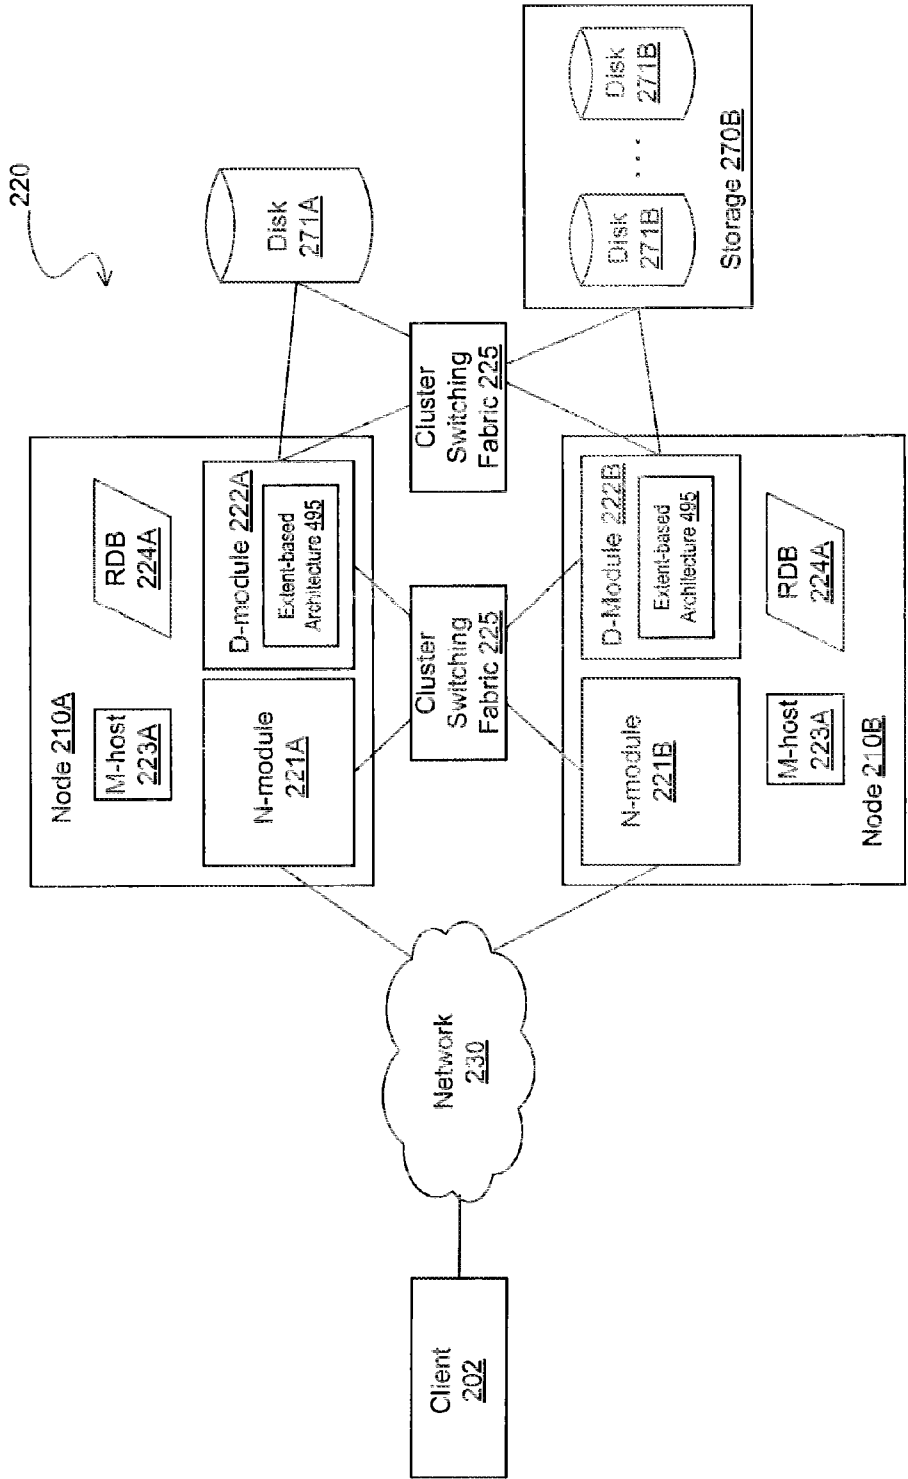 220
Node 210A
M-host
223A
RDB
224A
N-module
221A
D-module 222A
Extent-based
Architecture 495
Disk
271A
Client
202
Network
230
Cluster
Switching
Fabric 225
Cluster
Switching
Fabric 225
N-module
221B
D-Module 222B
Extent-based
Architecture 495
M-host
223A
RDB
224A
Node 210B
Disk
271B
...
Disk
271B
Storage 270B